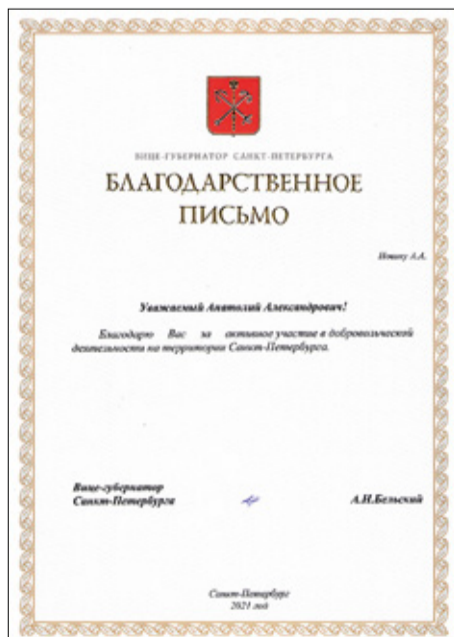 ВИЦЕ-ГУБЕРНАТОР САНКТ-ПЕТЕРБУРГА
БЛАГОДАРСТВЕННОЕ
ПИСЬМО
А.А.
Уважаемый Анатолий Александрович!
Благодарю Вас за активное участие в добровольческой
деятельности на территории Санкт-Петербурга.
Вице-губернатор
Санкт-Петербурга
А.Н.Бельский
Санкт-Петербург
2021 год